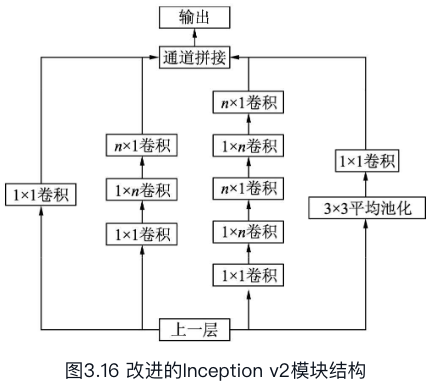 输出
通道拼接
n×1卷积
n×1卷积
1×n卷积
1×1卷积
1×n卷积
n×1卷积
1×1卷积
3×3平均池化
1×1卷积
1×n卷积
1×1卷积
上一层
图3.16 改进的Inception v2模块结构